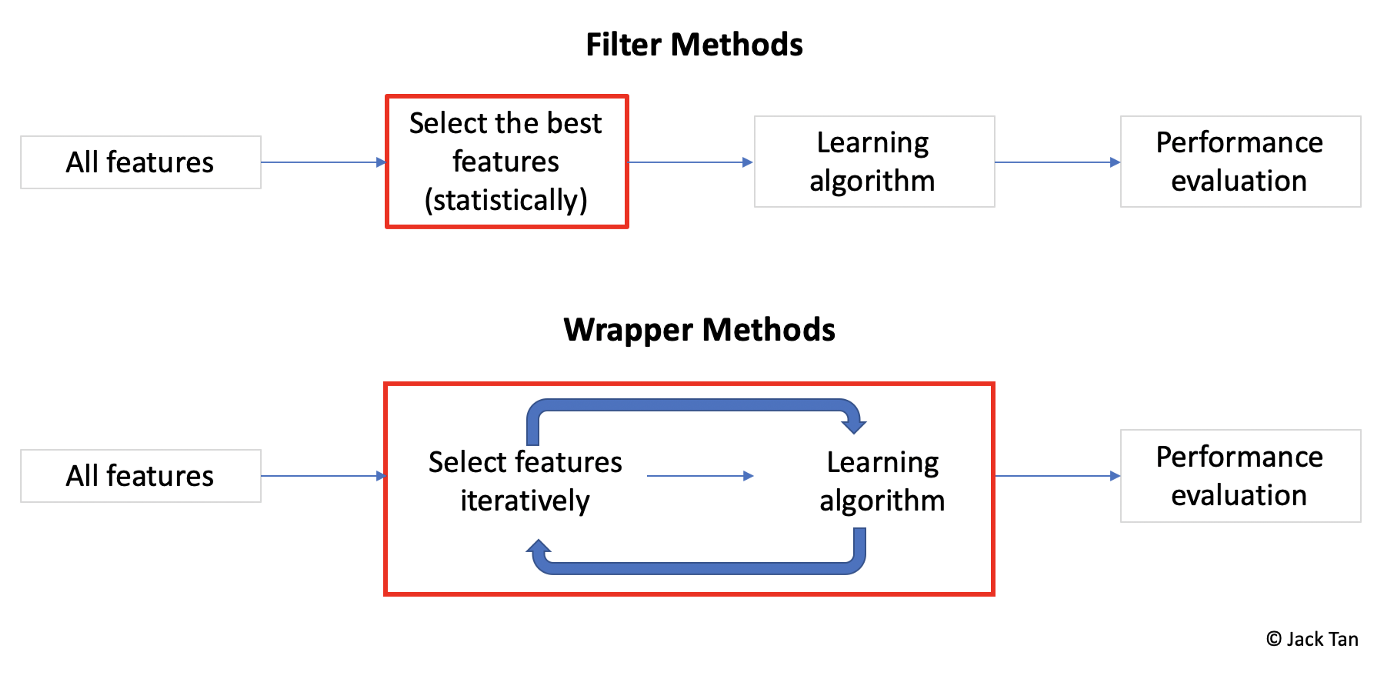 Filter Methods
All features
Select the best
features
(statistically)
Learning
algorithm
Performance
evaluation
Wrapper Methods
All features
Select features
iteratively
Learning
algorithm
Performance
evaluation
© Jack Tan